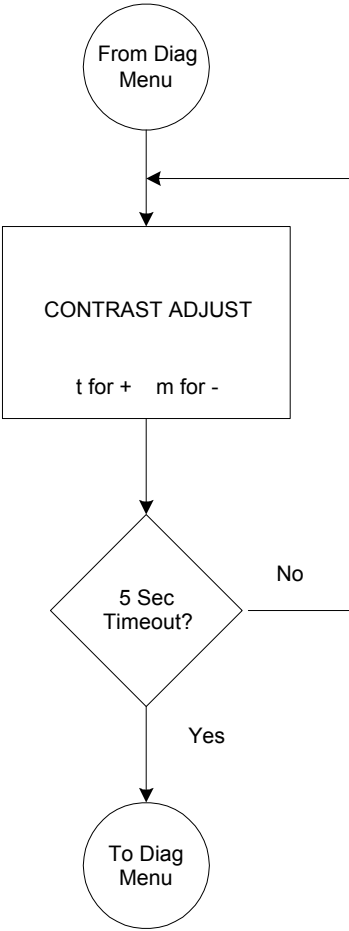 From Diag
Menu
CONTRAST ADJUST
t for + m for -
5 Sec
Timeout?
No
Yes
To Diag
Menu